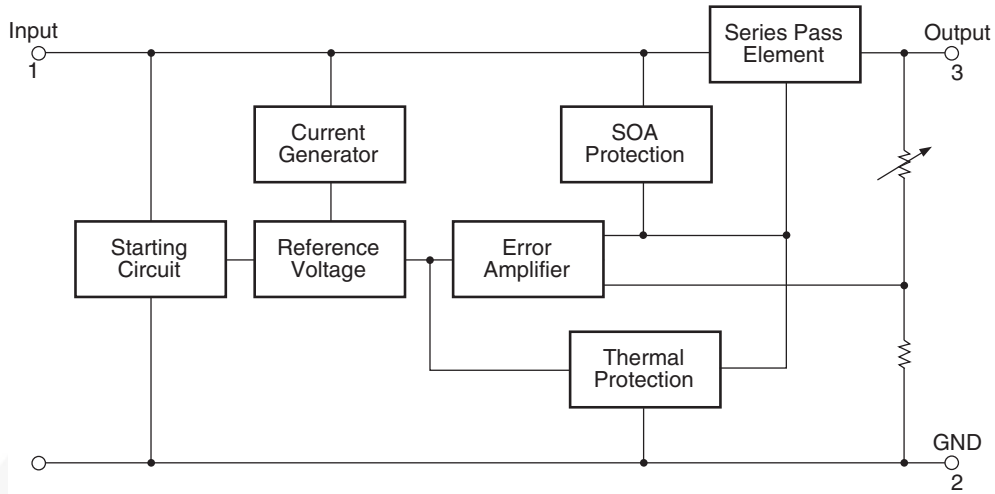 Input
1
Series Pass
Element
Output
3
Current
Generator
SOA
Protection
Starting
Circuit
Reference
Voltage
Error
Amplifier
Thermal
Protection
GND
2